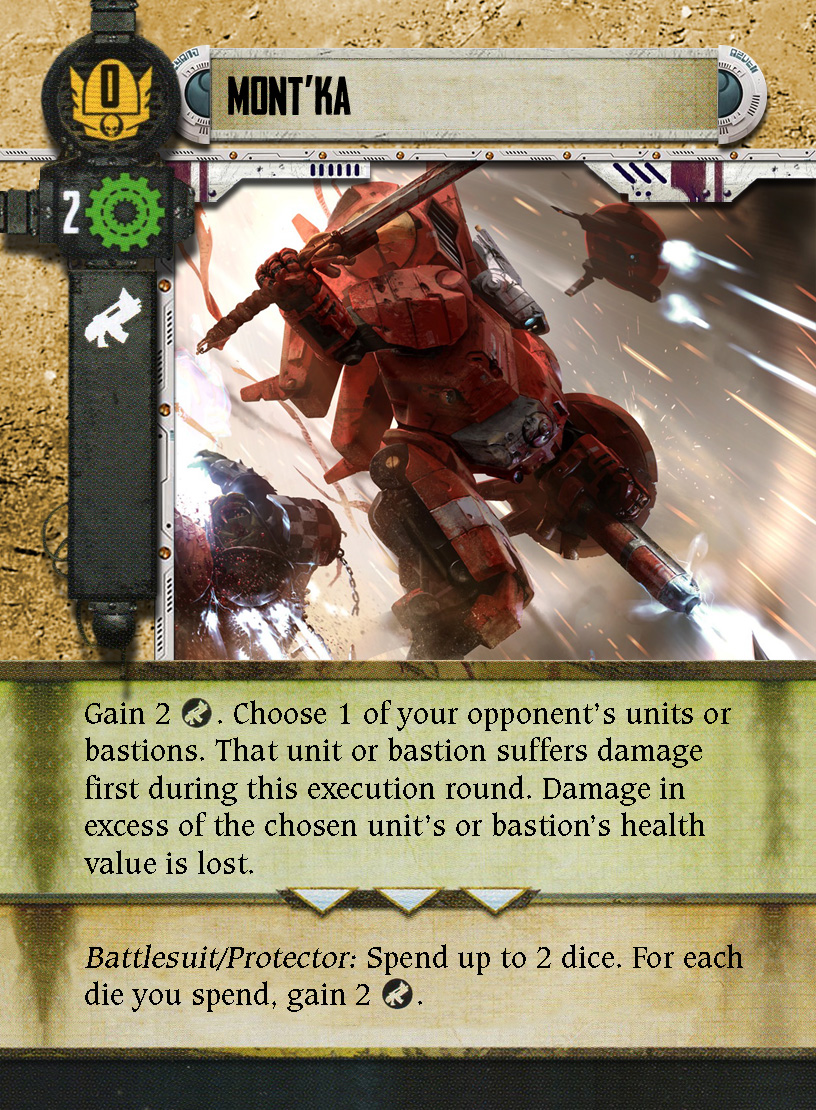 0
MONT'KA
2
Gain 2 . Choose 1 of your opponent's units or
bastions. That unit or bastion suffers damage
first during this execution round. Damage in
excess of the chosen unit's or bastion's health
value is lost.
Battlesuit/Protector: Spend up to 2 dice. For each
die you spend, gain 2 .